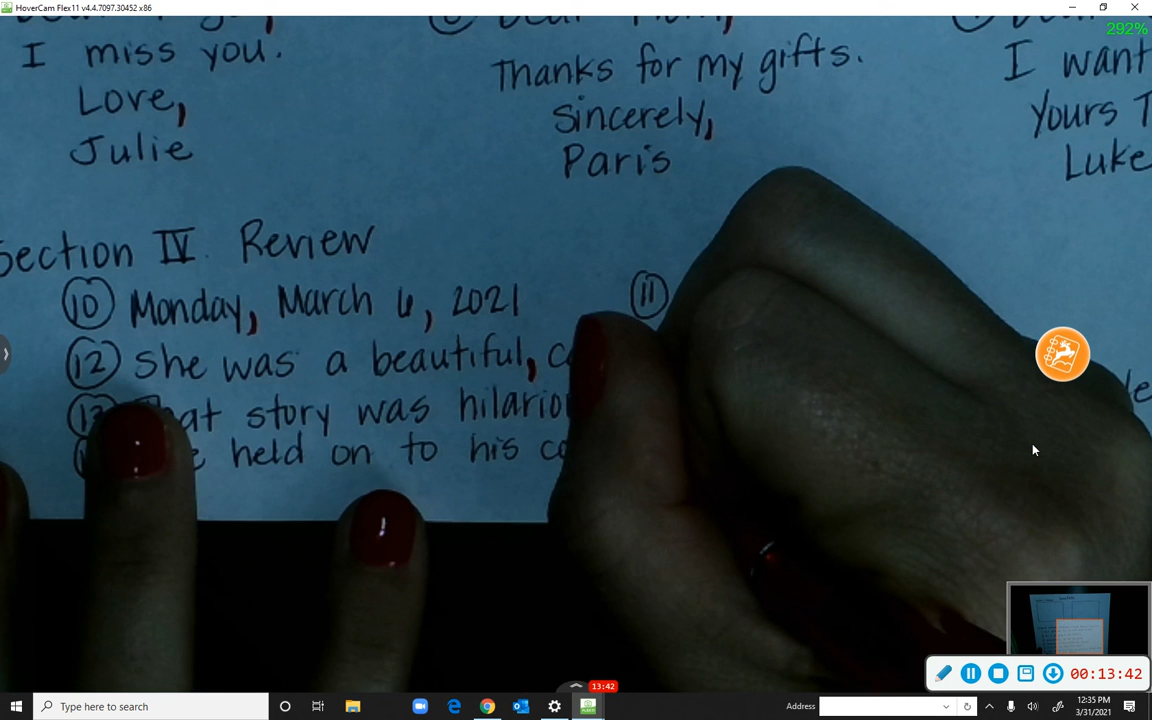 HoverCam Flex11 v4.4.7097.30452 x86
292%
I miss you.
Love,
Julie
Thanks for my gifts.
Sincerely,
Paris
I want
Yours T
Luke
Section IV. Review
10 Monday, March 6, 2021
11
12 She was a beautiful,
story was
held on to his
00:13:42
Type here to search
13:42
Address
12:35 PM
3/31/2021